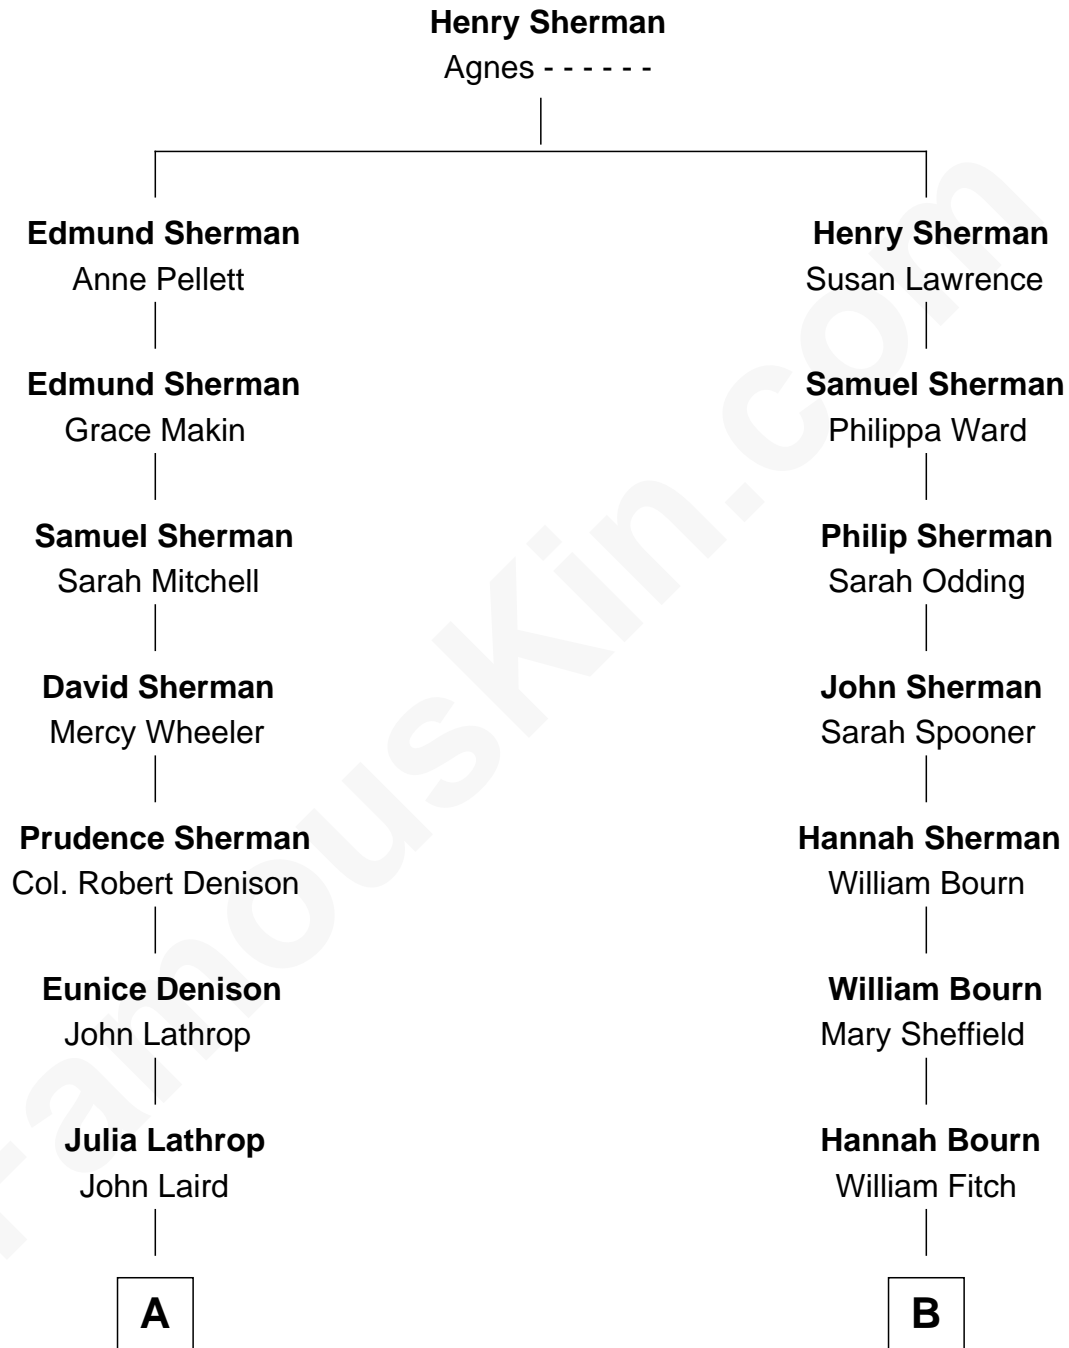 Henry Sherman
Agnes - - - - - -
Edmund Sherman
Anne Pellett
Henry Sherman
Susan Lawrence
Edmund Sherman
Grace Makin
Samuel Sherman
Philippa Ward
Samuel Sherman
Sarah Mitchell
Philip Sherman
Sarah Odding
David Sherman
Mercy Wheeler
John Sherman
Sarah Spooner
Prudence Sherman
Col. Robert Denison
Hannah Sherman
William Bourn
Eunice Denison
John Lathrop
William Bourn
Mary Sheffield
Julia Lathrop
John Laird
Hannah Bourn
William Fitch
A
B
FamousKin.com